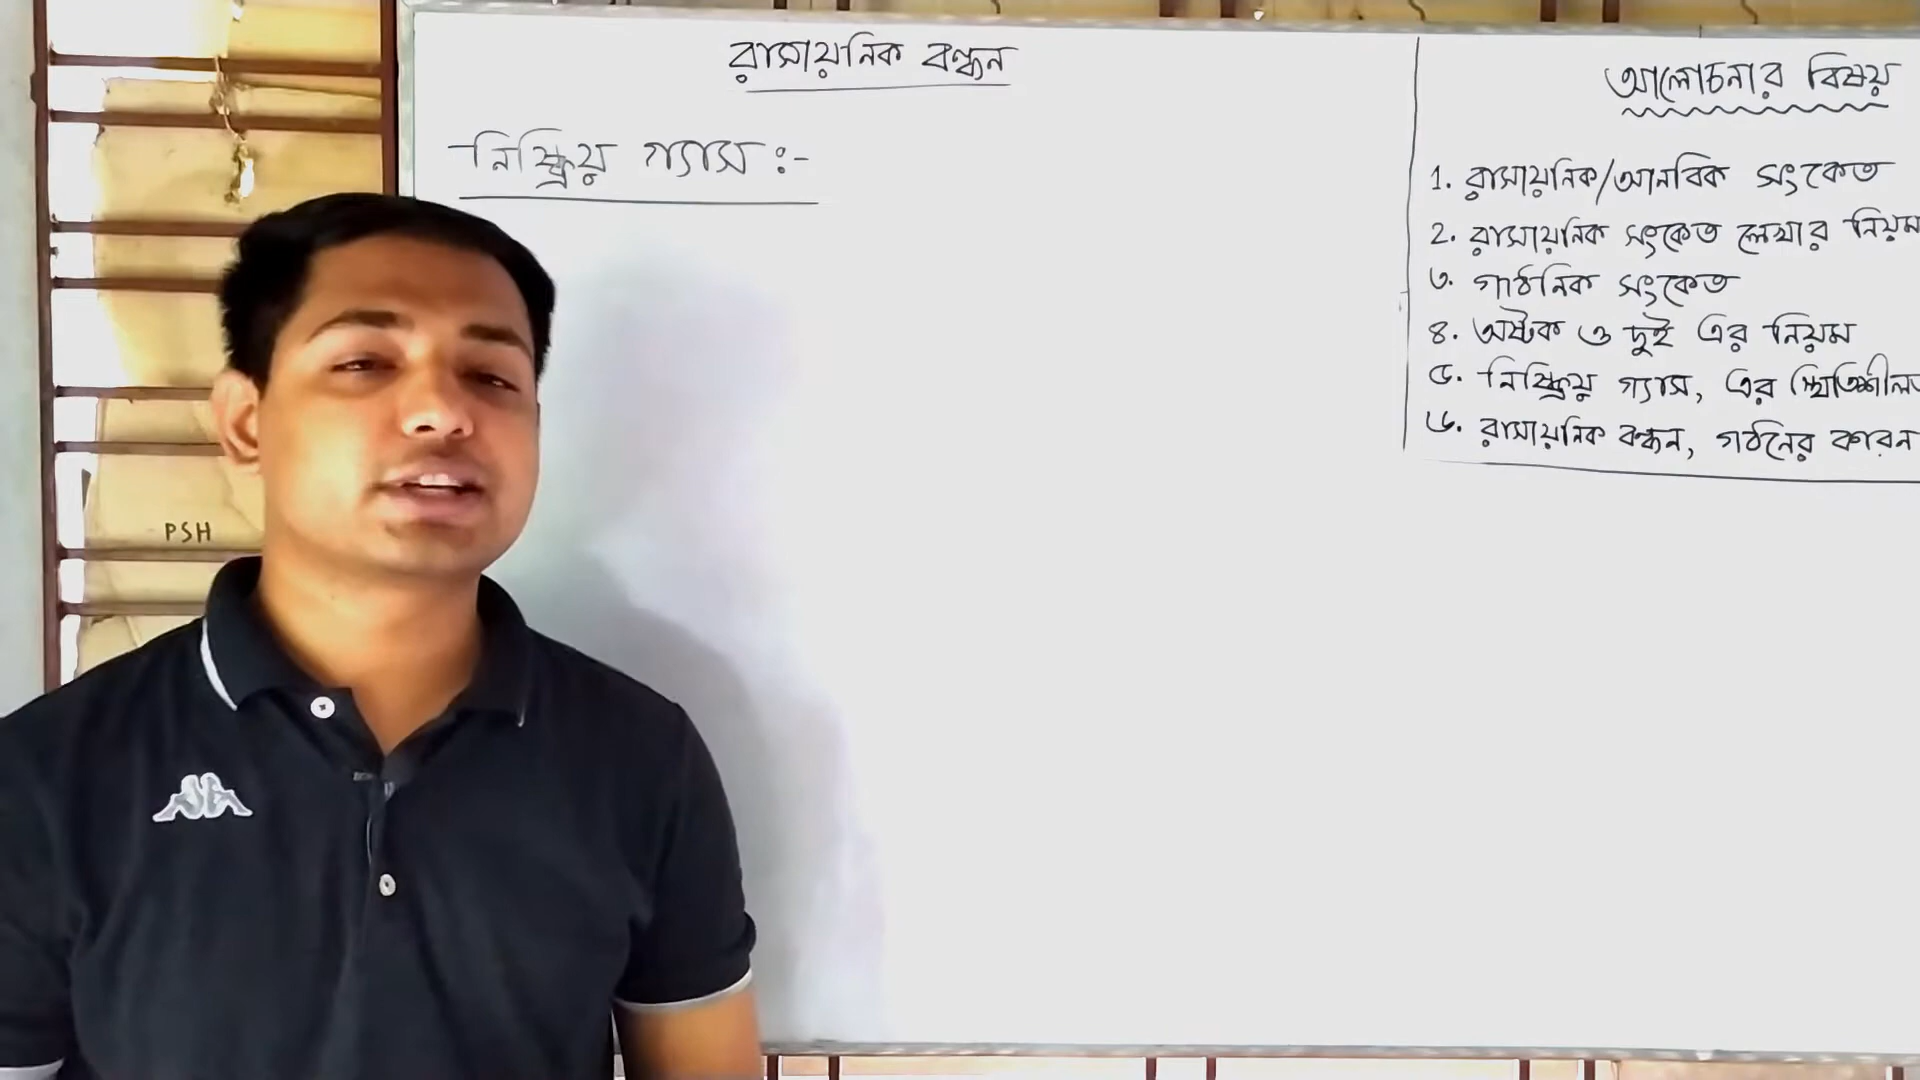 রাসায়নিক বন্ধন
নিষ্ক্রিয় গ্যাস :-
আলোচনার বিষয়
1. রাসায়নিক/আনবিক সংকেত
2. রাসায়নিক সংকেত লেখার নিয়ম
৩. গাঠনিক সংকেত
৪. অষ্টক ও দুই এর নিয়ম
৫. নিষ্ক্রিয় গ্যাস, এর
৬. রাসায়নিক বন্ধন, গঠনের কারন
PSH